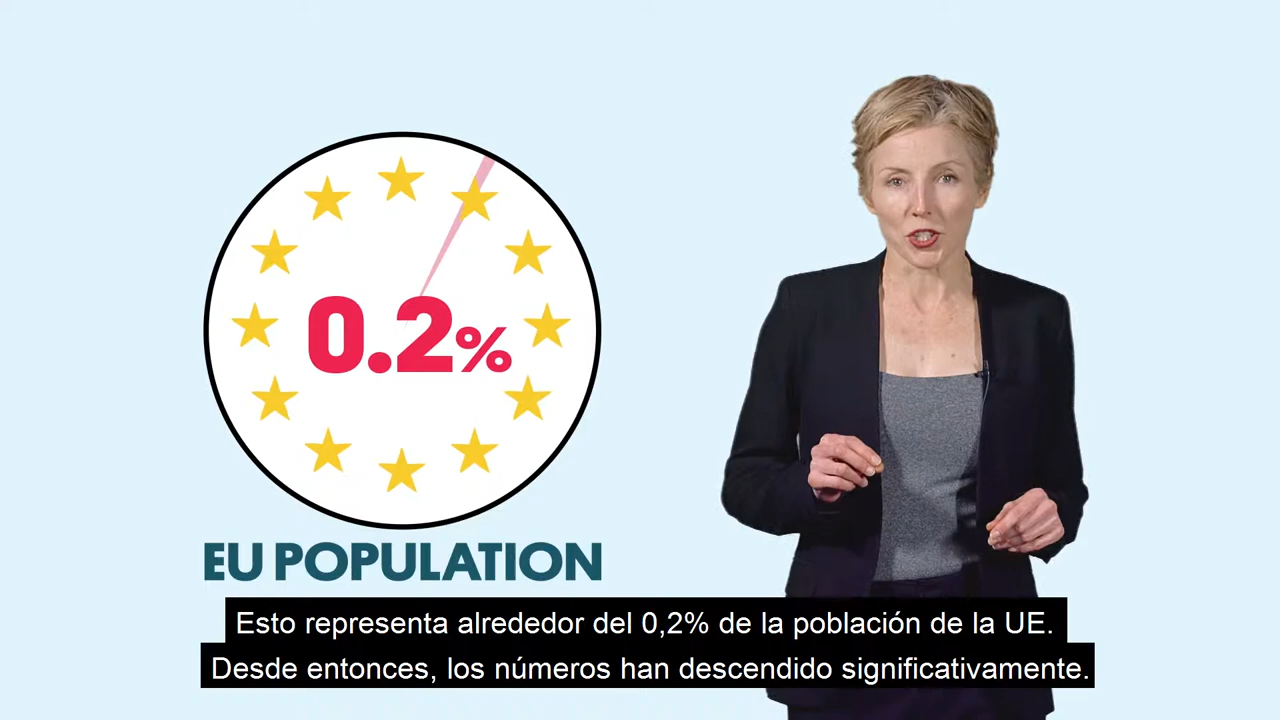 0.2%
EU POPULATION
Esto representa alrededor del 0,2% de la población de la UE.
Desde entonces, los números han descendido significativamente.